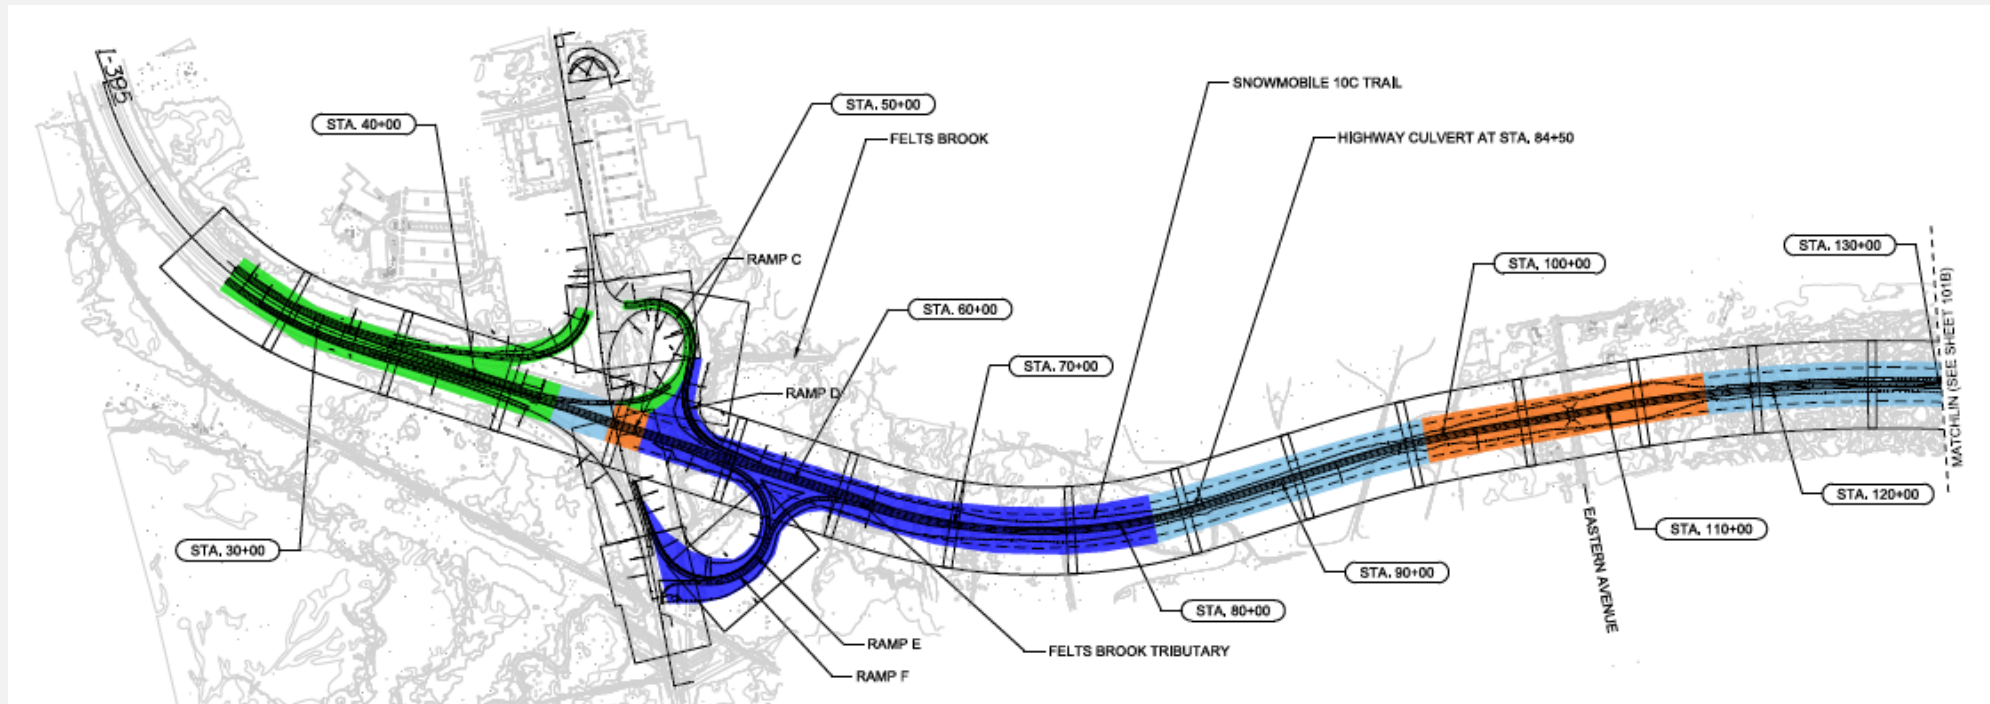 I-395
STA. 40+00
STA. 50+00
FELTS BROOK
SNOWMOBILE 10C TRAIL
HIGHWAY CULVERT AT STA. 84+50
RAMP C
STA. 60+00
STA. 70+00
STA. 100+00
STA. 130+00
MATCHLIN (SEE SHEET 101B)
RAMP D
STA. 30+00
STA. 90+00
STA. 80+00
STA. 110+00
STA. 120+00
EASTERN AVENUE
RAMP E
RAMP F
FELTS BROOK TRIBUTARY